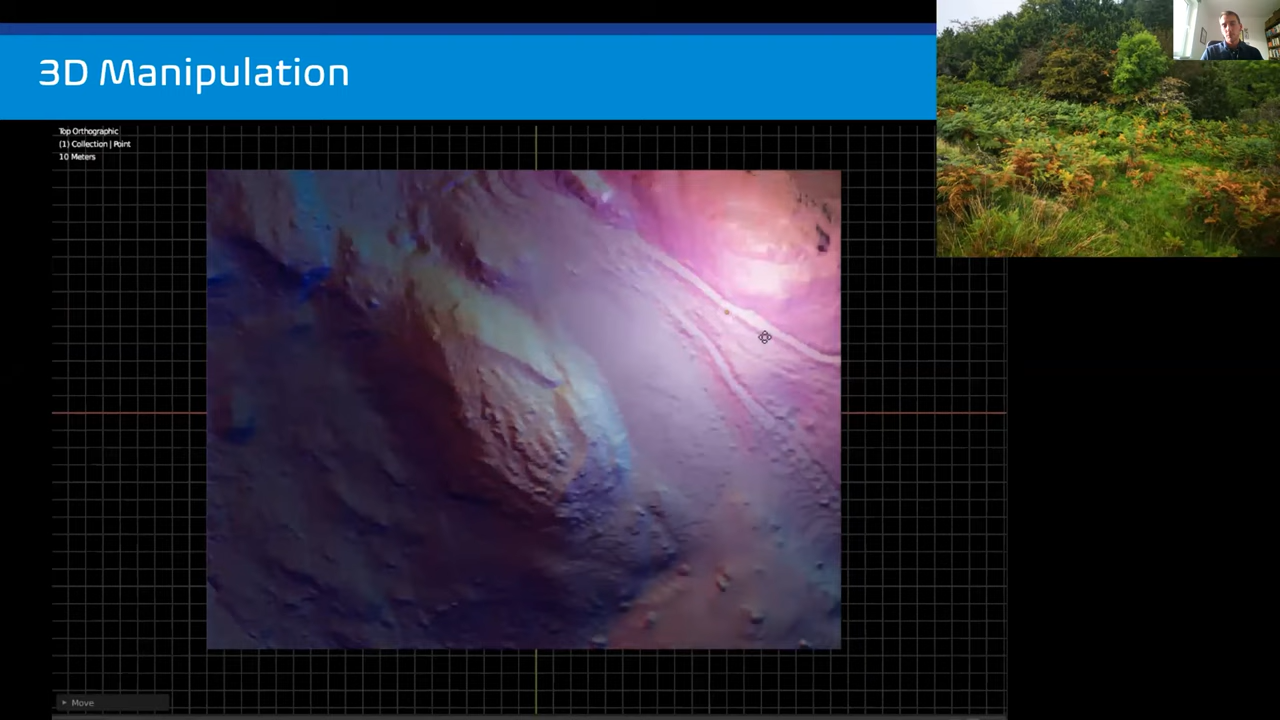 3D Manipulation
Top Orthographic
(1) Collection | Point
10 Meters
Move